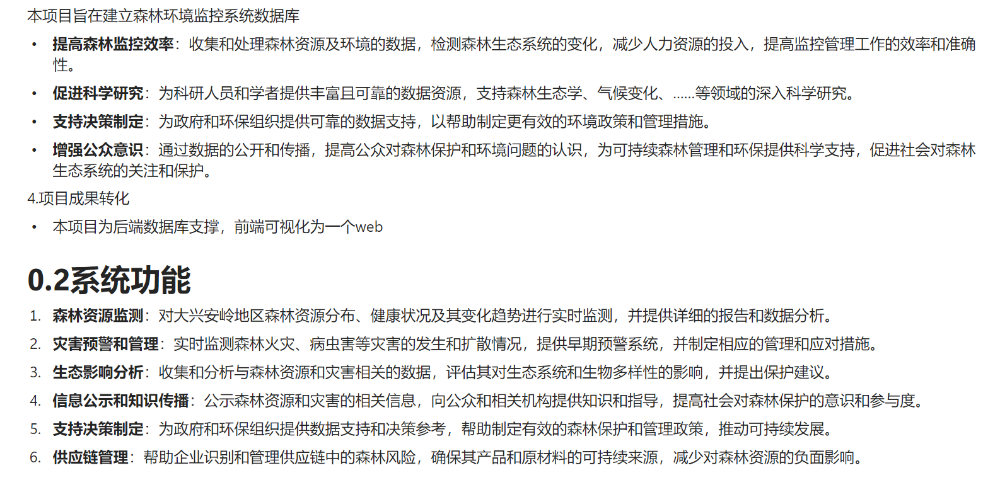 本项目旨在建立森林环境监控系统数据库
• 提高森林监控效率：收集和处理森林资源及环境的数据，检测森林生态系统的变化，减少人力资源的投入，提高监控管理工作的效率和准确
性。
• 促进科学研究：为科研人员和学者提供丰富且可靠的数据资源，支持森林生态学、气候变化、......等领域的深入科学研究。
• 支持决策制定：为政府和环保组织提供可靠的数据支持，以帮助制定更有效的环境政策和管理措施。
• 增强公众意识：通过数据的公开和传播，提高公众对森林保护和环境问题的认识，为可持续森林管理和环保提供科学支持，促进社会对森林
生态系统的关注和保护。
4.项目成果转化
• 本项目为后端数据库支撑，前端可视化为一个web
0.2系统功能
1. 森林资源监测：对大兴安岭地区森林资源分布、健康状况及其变化趋势进行实时监测，并提供详细的报告和数据分析。
2. 灾害预警和管理：实时监测森林火灾、病虫害等灾害的发生和扩散情况，提供早期预警系统，并制定相应的管理和应对措施。
3. 生态影响分析：收集和分析与森林资源和灾害相关的数据，评估其对生态系统和生物多样性的影响，并提出保护建议。
4. 信息公示和知识传播：公示森林资源和灾害的相关信息，向公众和相关机构提供知识和指导，提高社会对森林保护的意识和参与度。
5. 支持决策制定：为政府和环保组织提供数据支持和决策参考，帮助制定有效的森林保护和管理政策，推动可持续发展。
6. 供应链管理：帮助企业识别和管理供应链中的森林风险，确保其产品和原材料的可持续来源，减少对森林资源的负面影响。